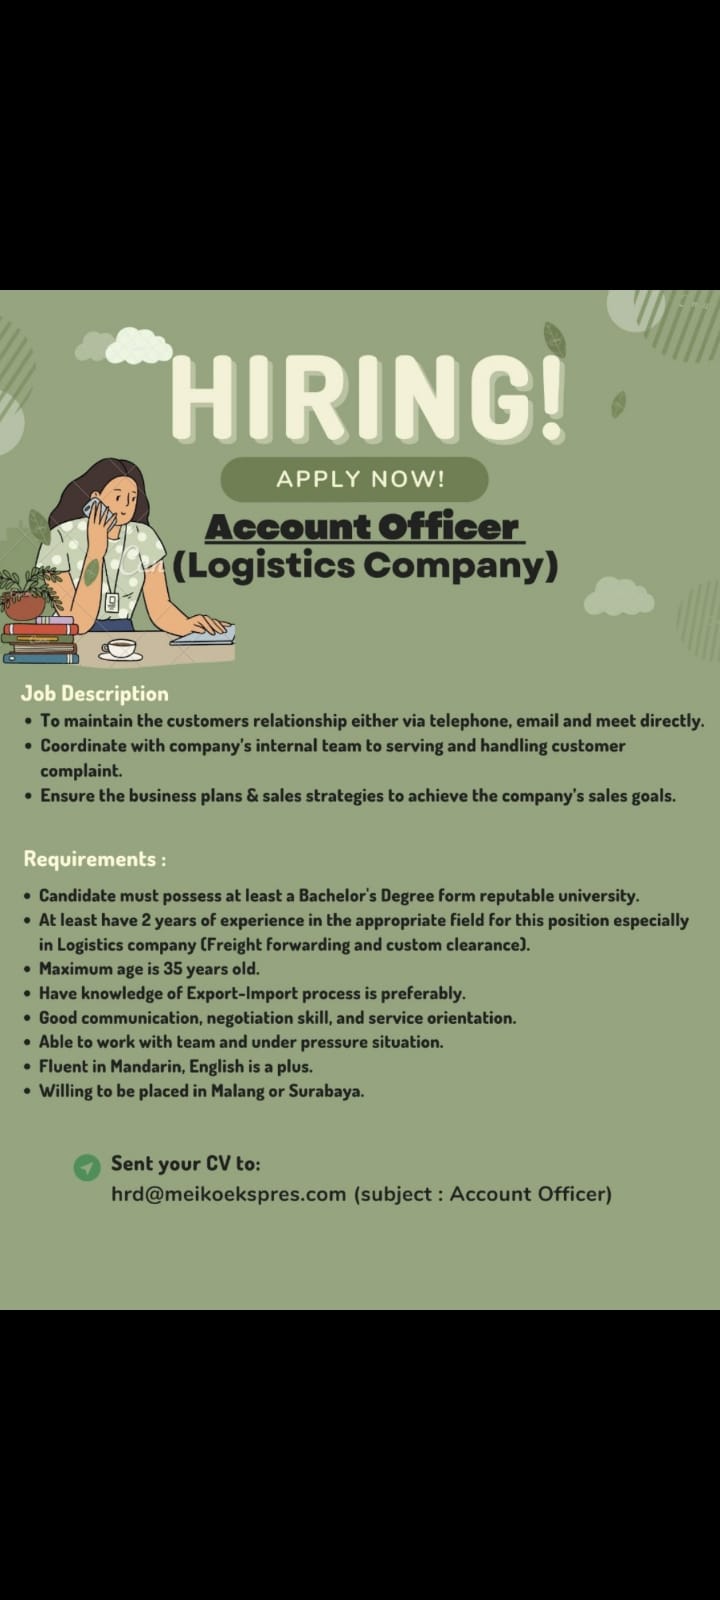 HIRING!
APPLY NOW!
Account Officer
(Logistics Company)
Job Description
• To maintain the customers relationship either via telephone, email and meet directly.
• Coordinate with company's internal team to serving and handling customer
complaint.
• Ensure the business plans & sales strategies to achieve the company's sales goals.
Requirements :
• Candidate must possess at least a Bachelor's Degree form reputable university.
• At least have 2 years of experience in the appropriate field for this position especially
in Logistics company (Freight forwarding and custom clearance).
• Maximum age is 35 years old.
• Have knowledge of Export-Import process is preferably.
• Good communication, negotiation skill, and service orientation.
• Able to work with team and under pressure situation.
• Fluent in Mandarin, English is a plus.
• Willing to be placed in Malang or Surabaya.
Sent your CV to:
hrd@meikoekspres.com (subject : Account Officer)